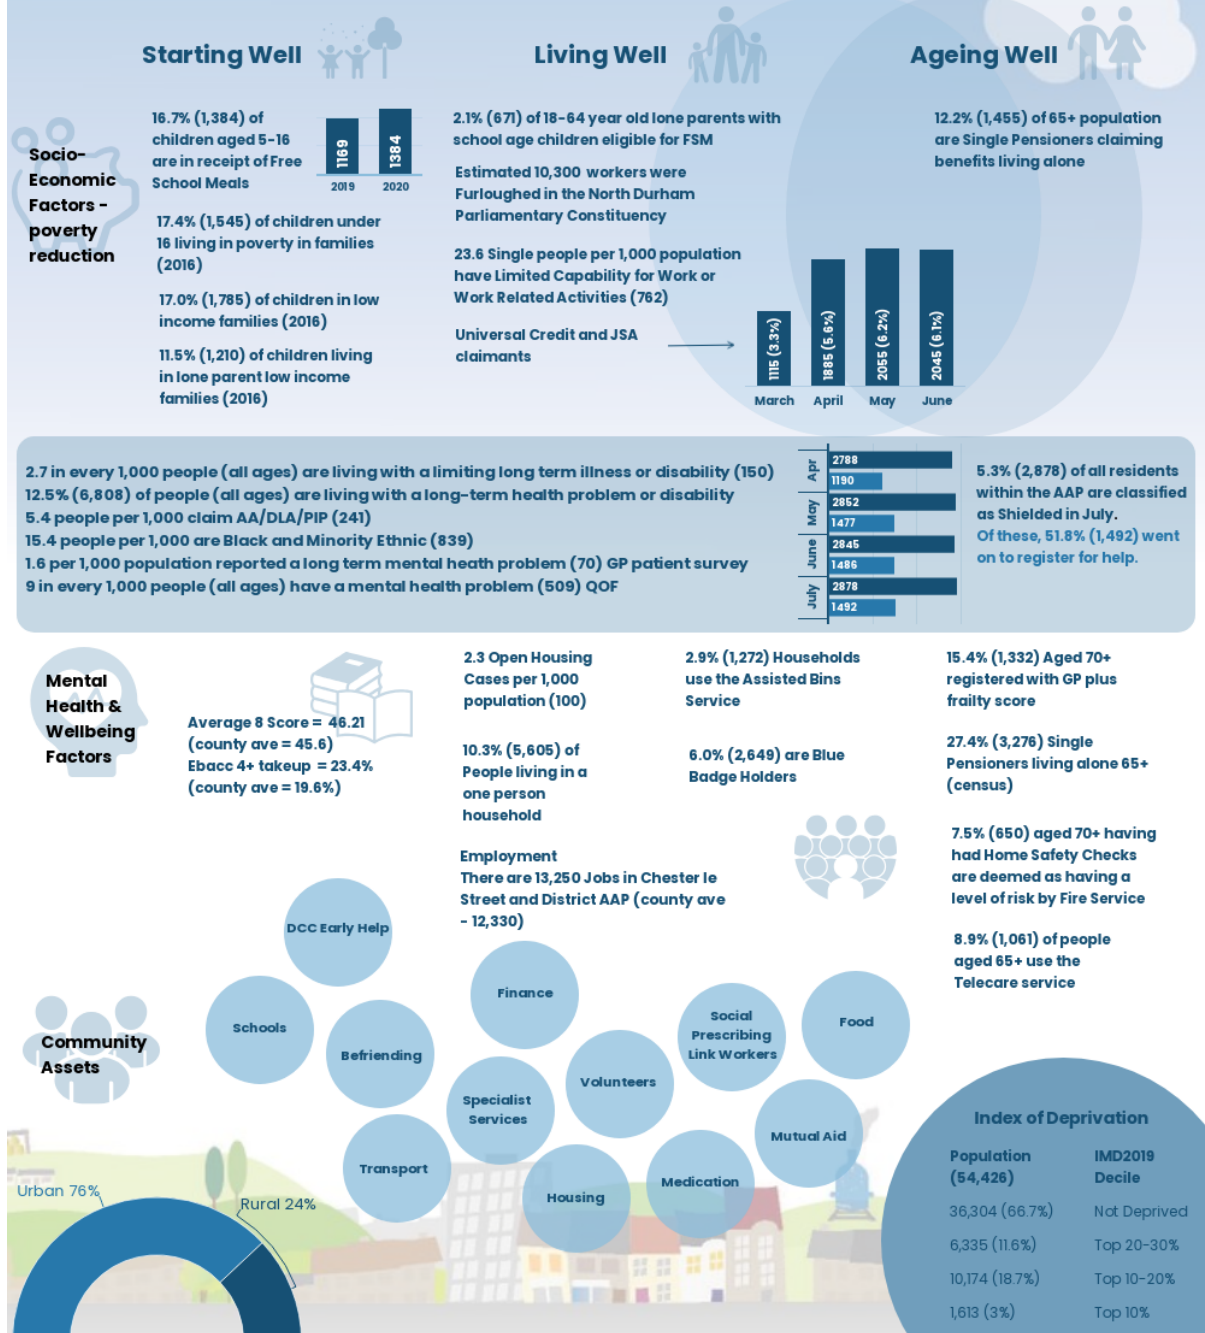 Starting Well
Living Well
Ageing Well
Socio-
Economic
Factors -
poverty
reduction
16.7% (1,384) of
children aged 5-16
are in receipt of Free
School Meals
1169
1384
2019
2020
17.4% (1,545) of children under
16 living in poverty in families
(2016)
17.0% (1,785) of children in low
income families (2016)
11.5% (1,210) of children living
in lone parent low income
families (2016)
2.1% (671) of 18-64 year old lone parents with
school age children eligible for FSM
Estimated 10,300 workers were
Furloughed in the North Durham
Parliamentary Constituency
23.6 Single people per 1,000 population
have Limited Capability for Work or
Work Related Activities (762)
Universal Credit and JSA
claimants
1115 (3.3%)
1885 (5.6%)
2055 (6.2%)
2045 (6.1%)
March
April
May
June
12.2% (1,455) of 65+ population
are Single Pensioners claiming
benefits living alone
2.7 in every 1,000 people (all ages) are living with a limiting long term illness or disability (150)
12.5% (6,808) of people (all ages) are living with a long-term health problem or disability
5.4 people per 1,000 claim AA/DLA/PIP (241)
15.4 people per 1,000 are Black and Minority Ethnic (839)
1.6 per 1,000 population reported a long term mental heath problem (70) GP patient survey
9 in every 1,000 people (all ages) have a mental health problem (509) QOF
Apr
2788
1190
May
2852
1477
June
2845
1486
July
2878
1492
5.3% (2,878) of all residents
within the AAP are classified
as Shielded in July.
Of these, 51.8% (1,492) went
on to register for help.
Mental
Health &
Wellbeing
Factors
Average 8 Score = 46.21
(county ave = 45.6)
Ebacc 4+ takeup = 23.4%
(county ave = 19.6%)
2.3 Open Housing
Cases per 1,000
population (100)
10.3% (5,605) of
People living in a
one person
household
Employment
There are 13,250 Jobs in Chester le
Street and District AAP (county ave
- 12,330)
2.9% (1,272) Households
use the Assisted Bins
Service
6.0% (2,649) are Blue
Badge Holders
15.4% (1,332) Aged 70+
registered with GP plus
frailty score
27.4% (3,276) Single
Pensioners living alone 65+
(census)
7.5% (650) aged 70+ having
had Home Safety Checks
are deemed as having a
level of risk by Fire Service
8.9% (1,061) of people
aged 65+ use the
Telecare service
Community
Assets
DCC Early Help
Schools
Befriending
Finance
Specialist
Services
Volunteers
Social
Prescribing
Link Workers
Food
Transport
Housing
Medication
Mutual Aid
Urban 76%
Rural 24%
Index of Deprivation
Population
(54,426)
IMD2019
Decile
36,304 (66.7%)
Not Deprived
6,335 (11.6%)
Top 20-30%
10,174 (18.7%)
Top 10-20%
1,613 (3%)
Top 10%